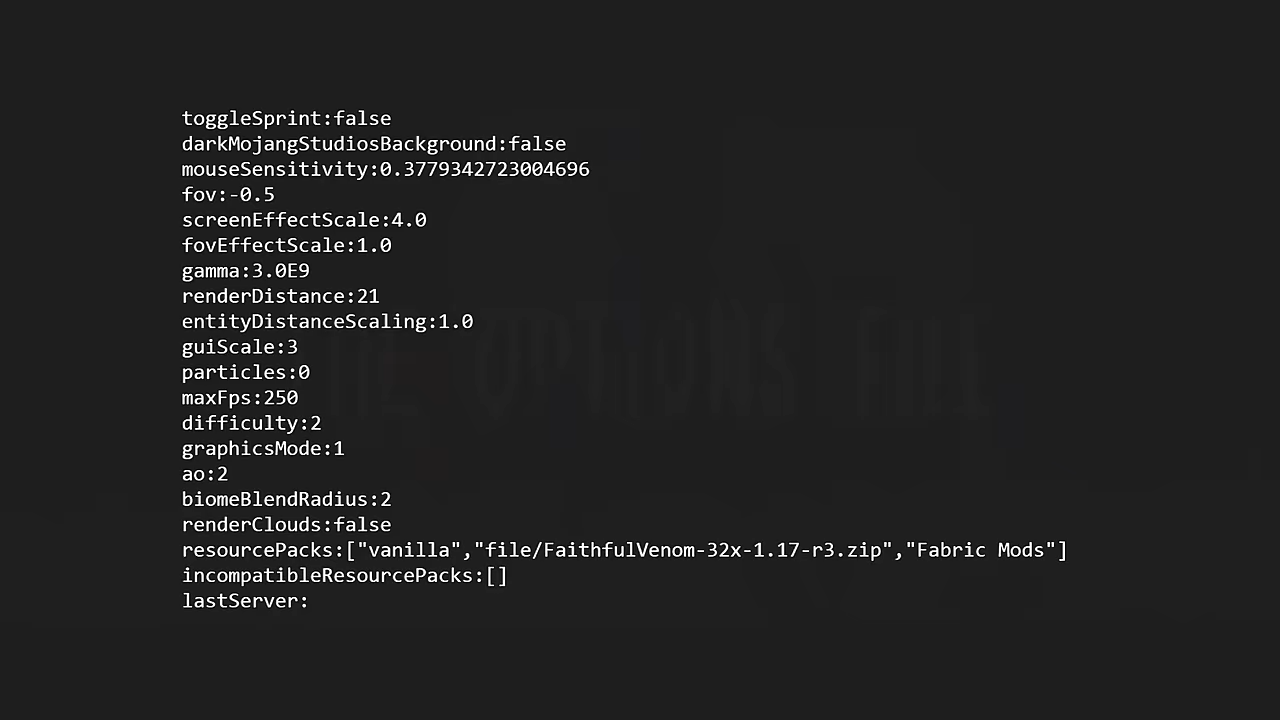 toggleSprint:false
darkMojangStudiosBackground:false
mouseSensitivity:0.3779342723004696
fov:-0.5
screenEffectScale:4.0
fovEffectScale:1.0
gamma:3.0E9
renderDistance:21
entityDistanceScaling:1.0
guiScale:3
particles:0
maxFps:250
difficulty:2
graphicsMode:1
ao:2
biomeBlendRadius:2
renderClouds:false
resourcePacks:["vanilla","file/FaithfulVenom-32x-1.17-r3.zip","Fabric Mods"]
incompatibleResourcePacks:[]
lastServer: